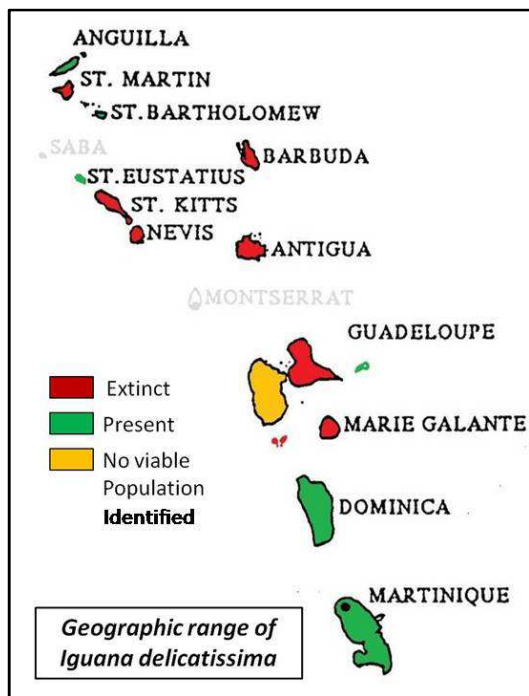 ANGUILLA
ST. MARTIN
ST. BARTHOLOMEW
SABA
BARBUDA
ST. EUSTATIUS
ST. KITTS
NEVIS
ANTIGUA
MONTSERRAT
GUADELOUPE
Extinct
Present
MARIE GALANTE
No viable
Population
Identified
DOMINICA
MARTINIQUE
Geographic range of
Iguana delicatissima